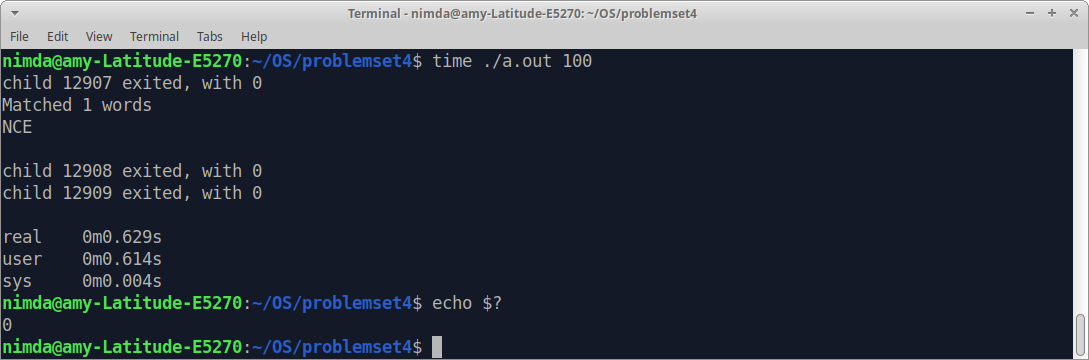 Terminal - nimda@amy-Latitude-E5270: ~/OS/problemset4
File Edit View Terminal Tabs Help
nimda@amy-Latitude-E5270:~/OS/problemset4$ time ./a.out 100
child 12907 exited, with 0
Matched 1 words
NCE
child 12908 exited, with 0
child 12909 exited, with 0
real 0m0.629s
user 0m0.614s
sys 0m0.004s
nimda@amy-Latitude-E5270:~/OS/problemset4$ echo $?
0
nimda@amy-Latitude-E5270:~/OS/problemset4$